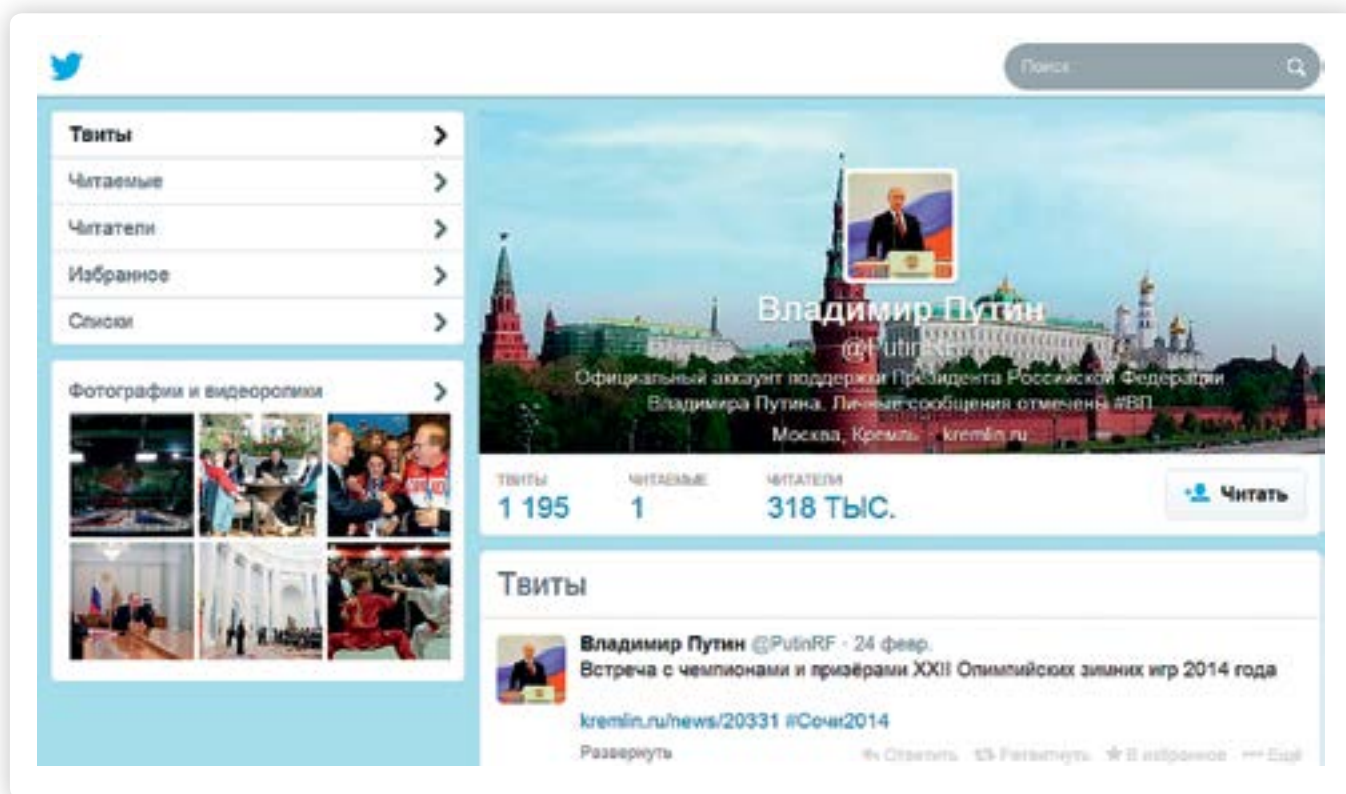 Поиск
Твиты
Читаемые
Читатели
Избранное
Списки
Фотографии и видеоролики
Владимир Путин
@PutinRF
Официальный аккаунт поддержки Президента Российской Федерации
Владимира Путина. Личные сообщения отмечены #ВП
Москва, Кремль kremlin.ru
ТВИТЫ ЧИТАЕМЫЕ ЧИТАТЕЛИ
1 195 1 318 ТЫС.
Читать
Твиты
Владимир Путин @PutinRF · 24 февр.
Встреча с чемпионами и призёрами XXII Олимпийских зимних игр 2014 года
kremlin.ru/news/20331 #Сочи2014
Развернуть Ответить Ретвитнуть В избранное Ещё